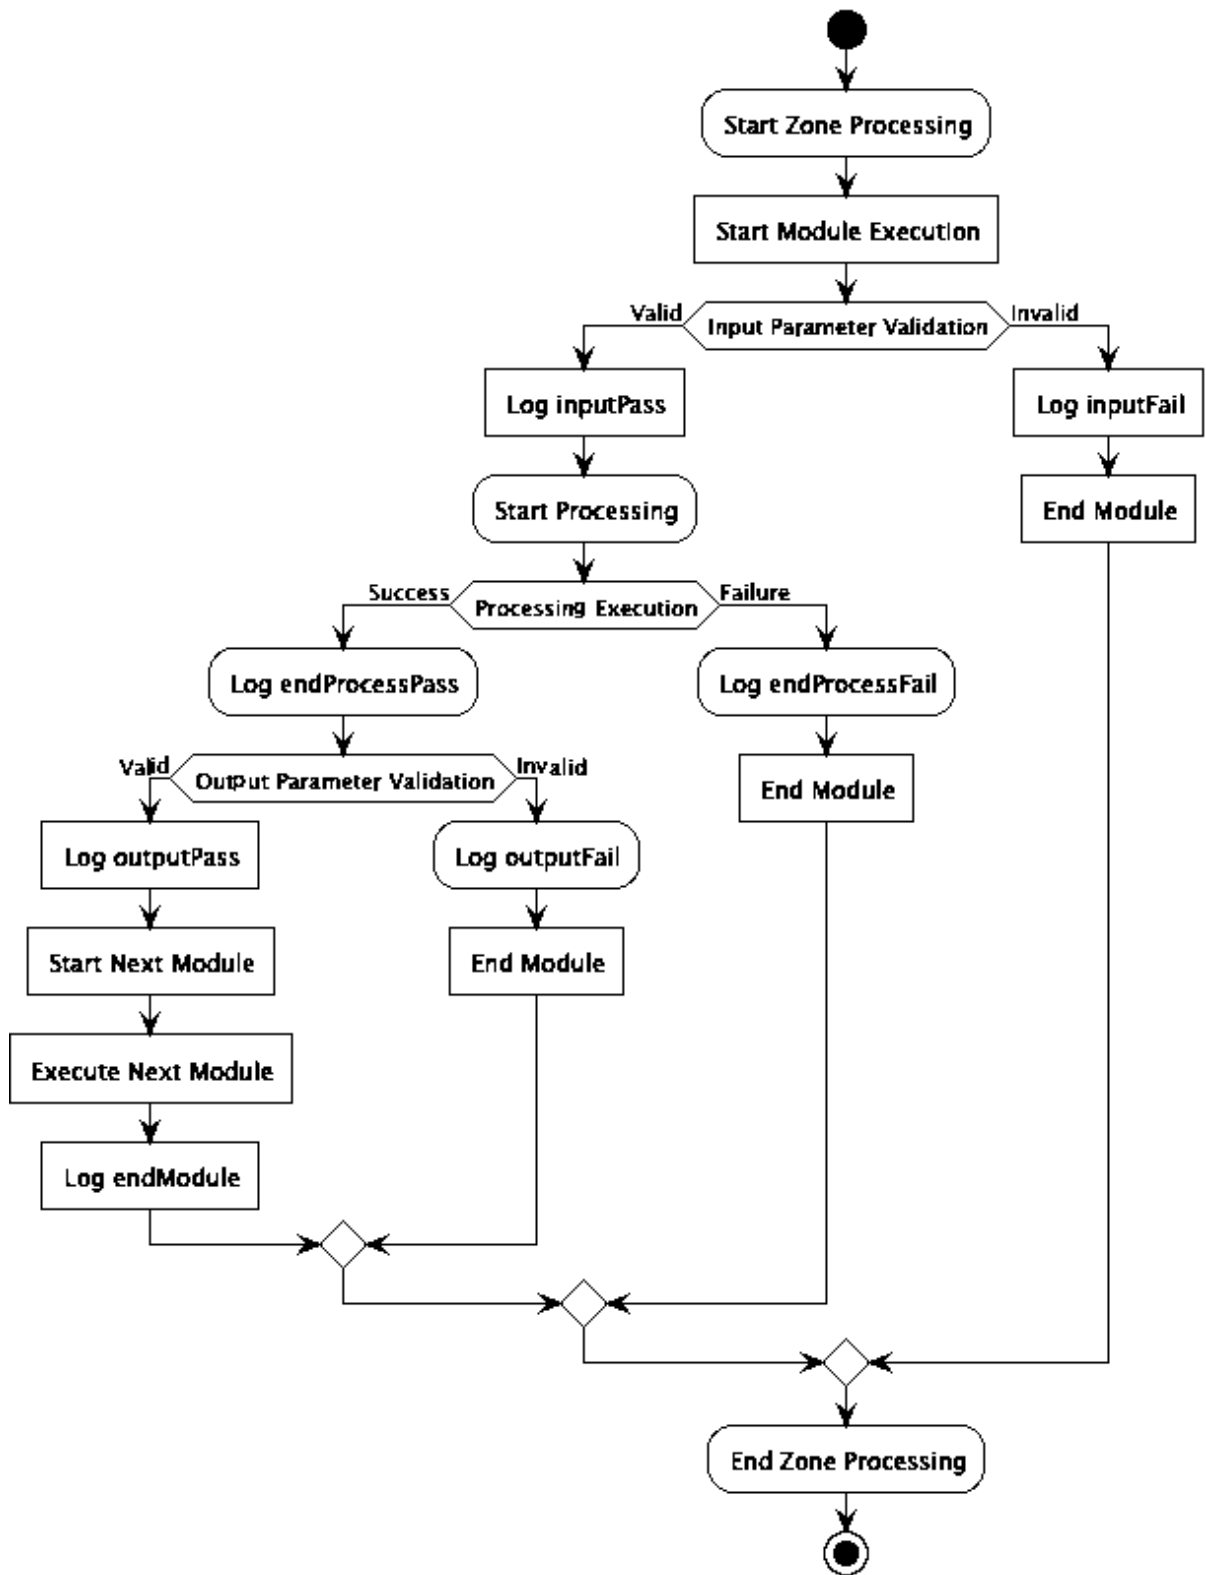 Start Zone Processing
Start Module Execution
Valid
Input Parameter Validation
Invalid
Log inputPass
Log inputFail
Start Processing
End Module
Success
Processing Execution
Failure
Log endProcessPass
Log endProcessFail
Valid
Output Parameter Validation
Invalid
End Module
Log outputPass
Log outputFail
Start Next Module
End Module
Execute Next Module
Log endModule
End Zone Processing